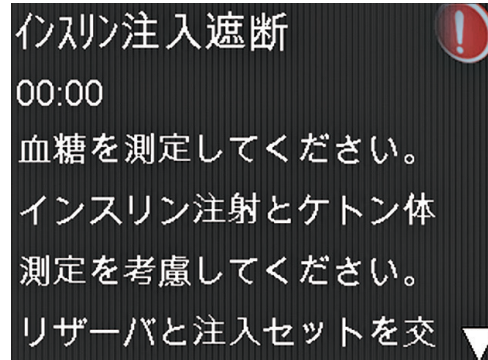 インスリン注入遮断
00:00
血糖を測定してください。
インスリン注射とケトン体
測定を考慮してください。
リザーバと注入セットを交